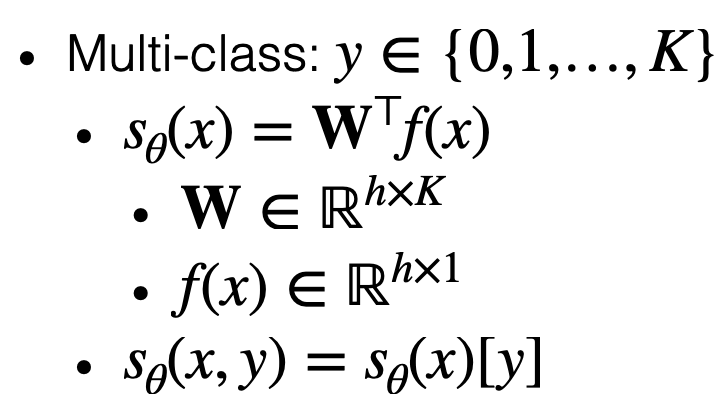 • Multi-class: y ∈ {0,1,…, K}
• s_θ(x) = W^⊤f(x)
• W ∈ ℝ^{h×K}
• f(x) ∈ ℝ^{h×1}
• s_θ(x, y) = s_θ(x)[y]